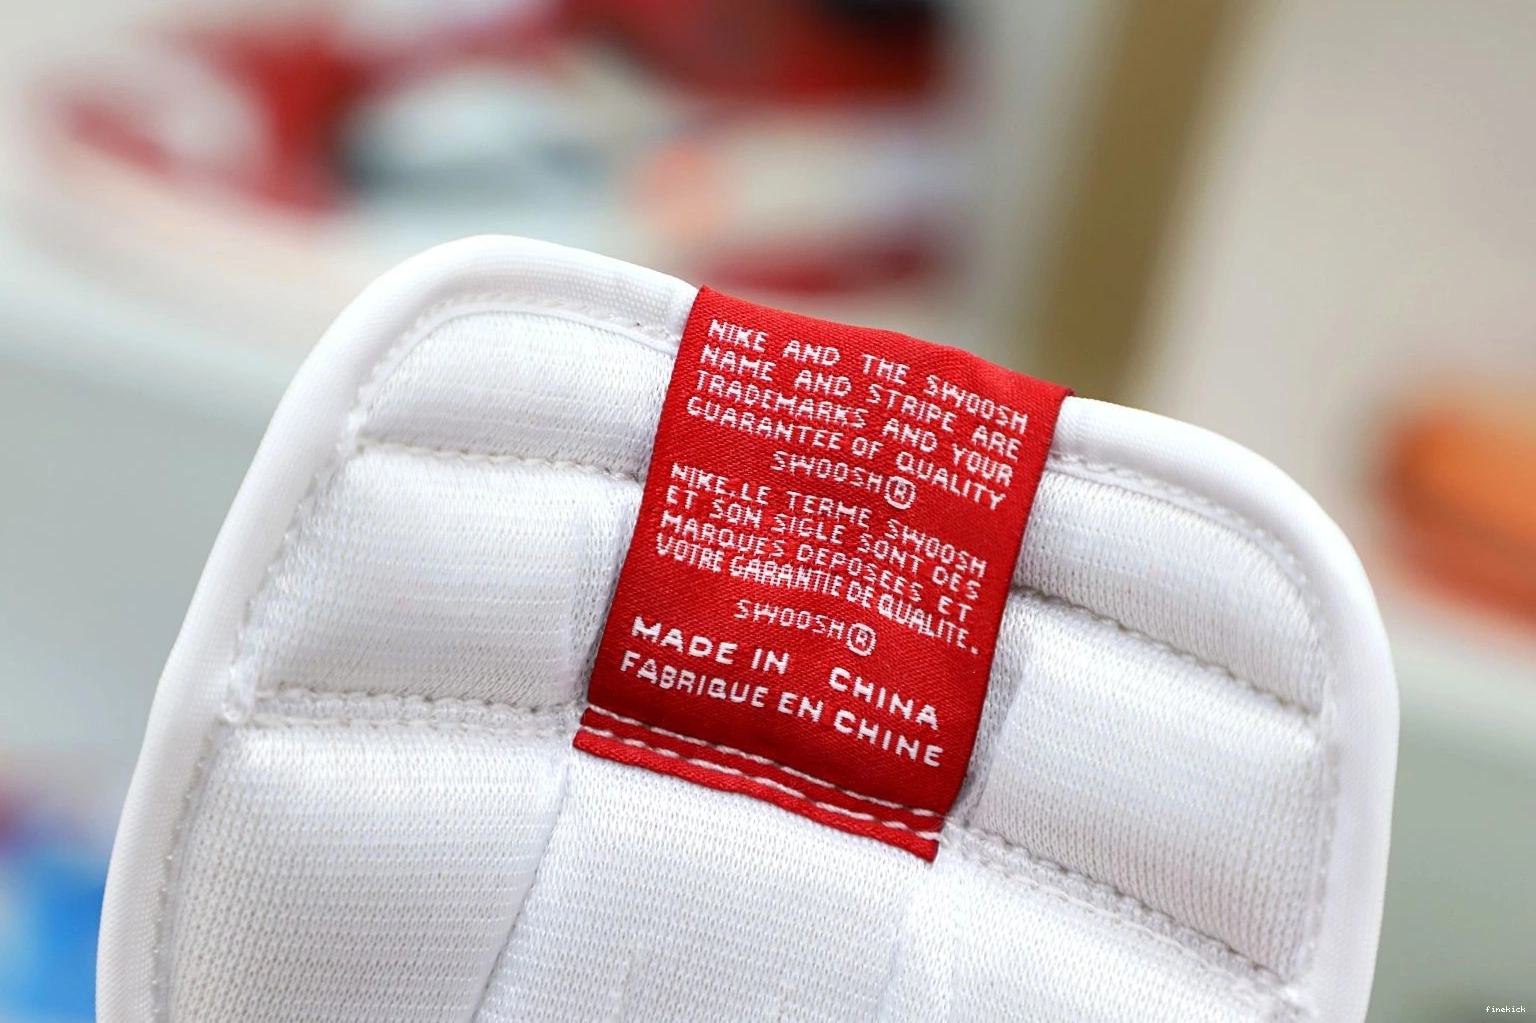 NIKE AND THE SWOOSH
NAME AND STRIPE ARE
TRADEMARKS AND YOUR
GUARANTEE OF QUALITY
SWOOSH®
NIKE.LE TERME SWOOSH
ET SON SIGLE SONT DES
MARQUES DEPOSEES ET
VOTRE GARANTIE DE QUALITE.
SWOOSH®
MADE IN CHINA
FABRIQUE EN CHINE
finekick